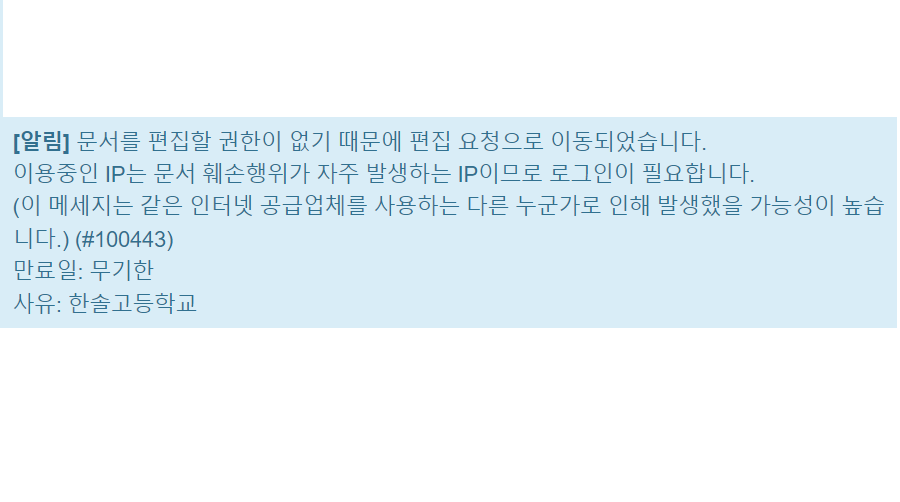 [알림] 문서를 편집할 권한이 없기 때문에 편집 요청으로 이동되었습니다.
이용중인 IP는 문서 훼손행위가 자주 발생하는 IP이므로 로그인이 필요합니다.
(이 메세지는 같은 인터넷 공급업체를 사용하는 다른 누군가로 인해 발생했을 가능성이 높습
니다.) (#100443)
만료일: 무기한
사유: 한솔고등학교